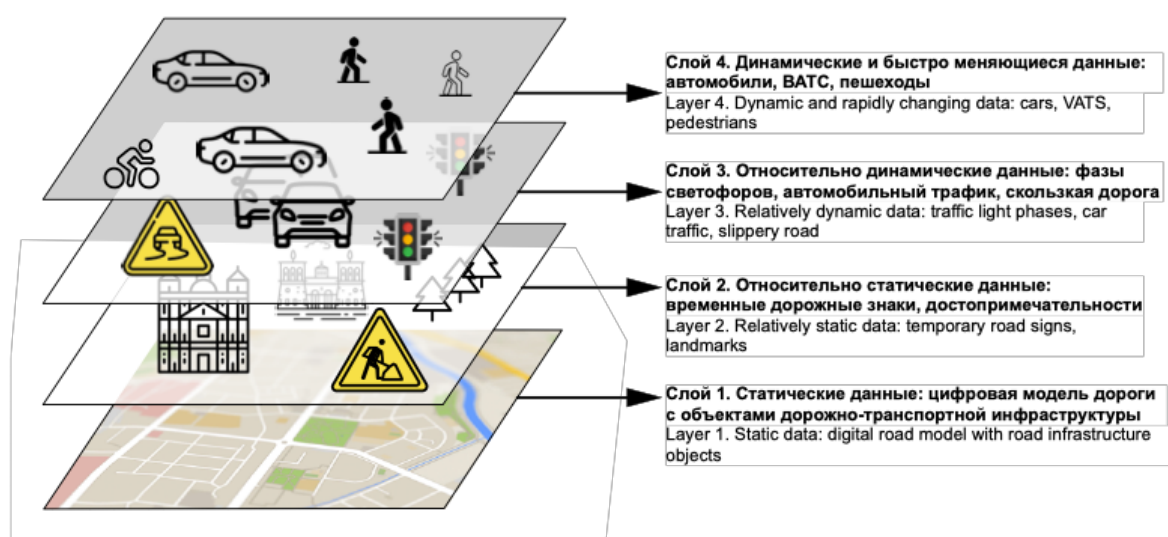 Слой 4. Динамические и быстро меняющиеся данные:
автомобили, ВАТС, пешеходы
Layer 4. Dynamic and rapidly changing data: cars, VATS,
pedestrians
Слой 3. Относительно динамические данные: фазы
светофоров, автомобильный трафик, скользкая дорога
Layer 3. Relatively dynamic data: traffic light phases, car
traffic, slippery road
Слой 2. Относительно статические данные:
временные дорожные знаки, достопримечательности
Layer 2. Relatively static data: temporary road signs,
landmarks
Слой 1. Статические данные: цифровая модель дороги
с объектами дорожно-транспортной инфраструктуры
Layer 1. Static data: digital road model with road infrastructure
objects